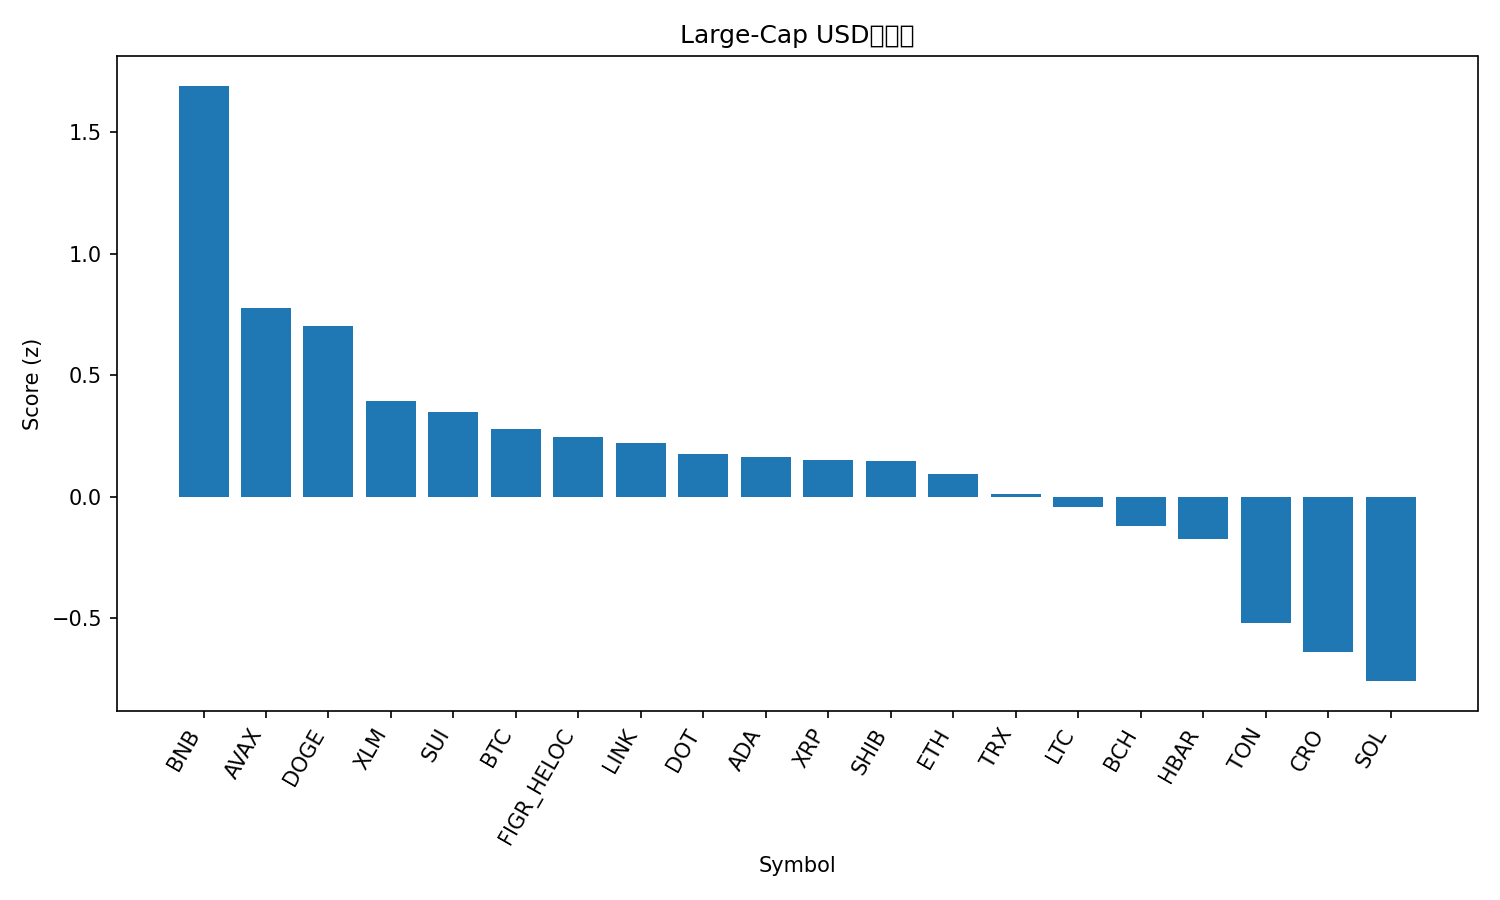 Large-Cap USD
Score (z)
1.5
1.0
0.5
0.0
−0.5
BNB
AVAX
DOGE
XLM
SUI
BTC
FIGR_HELOC
LINK
DOT
ADA
XRP
SHIB
ETH
TRX
LTC
BCH
HBAR
TON
CRO
SOL
Symbol